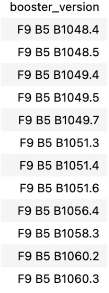 booster_version
F9 B5 B1048.4
F9 B5 B1048.5
F9 B5 B1049.4
F9 B5 B1049.5
F9 B5 B1049.7
F9 B5 B1051.3
F9 B5 B1051.4
F9 B5 B1051.6
F9 B5 B1056.4
F9 B5 B1058.3
F9 B5 B1060.2
F9 B5 B1060.3